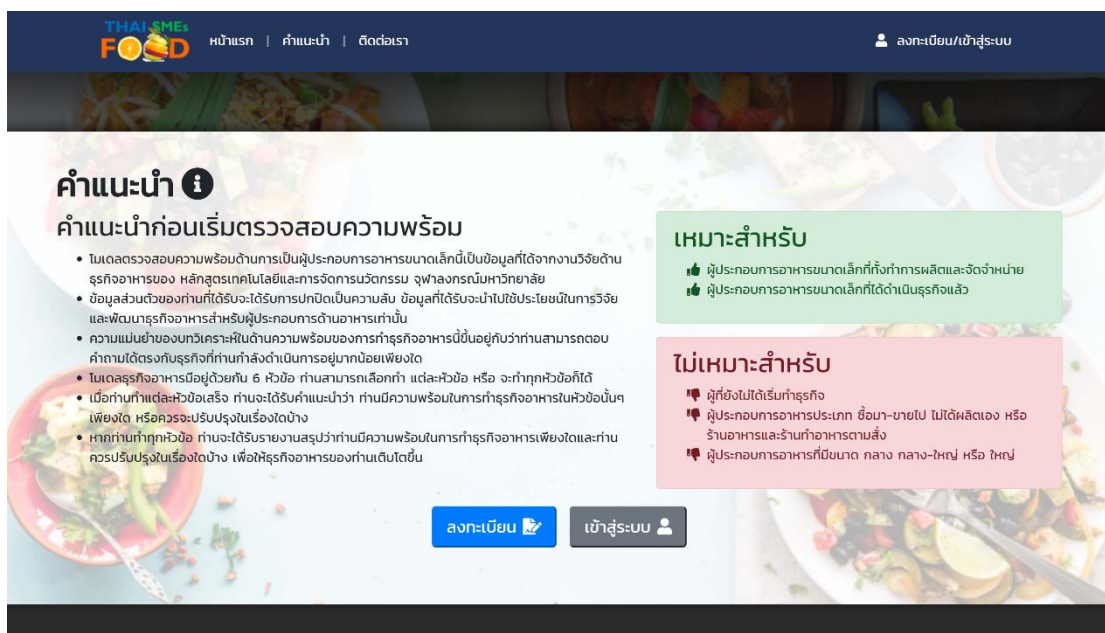 THAI SMEs
FOOD
หน้าแรก | คำแนะนำ | ติดต่อเรา
ลงทะเบียน/เข้าสู่ระบบ
คำแนะนำ
คำแนะนำก่อนเริ่มตรวจสอบความพร้อม
• โมเดลตรวจสอบความพร้อมด้านการเป็นผู้ประกอบการอาหารขนาดเล็กนี้เป็นข้อมูลที่ได้จากงานวิจัยด้าน
ธุรกิจอาหารของ หลักสูตรเทคโนโลยีและการจัดการนวัตกรรม จุฬาลงกรณ์มหาวิทยาลัย
• ข้อมูลส่วนตัวของท่านที่ได้รับจะได้รับการปกปิดเป็นความลับ ข้อมูลที่ได้รับจะนำไปใช้ประโยชน์ในการวิจัย
และพัฒนาธุรกิจอาหารสำหรับผู้ประกอบการด้านอาหารเท่านั้น
• ความแม่นยำของบทวิเคราะห์ในด้านความพร้อมของการทำธุรกิจอาหารนี้ขึ้นอยู่กับว่าท่านสามารถตอบ
คำถามได้ตรงกับธุรกิจที่ท่านกำลังดำเนินการอยู่มากน้อยเพียงใด
• โมเดลธุรกิจอาหารมีอยู่ด้วยกัน 6 หัวข้อ ท่านสามารถเลือกทำ แต่ละหัวข้อ หรือ จะทำทุกหัวข้อก็ได้
• เมื่อท่านทำแต่ละหัวข้อเสร็จ ท่านจะได้รับคำแนะนำว่า ท่านมีความพร้อมในการทำธุรกิจอาหารในหัวข้อนั้นๆ
เพียงใด หรือควรจะปรับปรุงในเรื่องใดบ้าง
• หากท่านทำทุกหัวข้อ ท่านจะได้รับรายงานสรุปว่าท่านมีความพร้อมในการทำธุรกิจอาหารเพียงใดและท่าน
ควรปรับปรุงในเรื่องใดบ้าง เพื่อให้ธุรกิจอาหารของท่านเติบโตขึ้น
เหมาะสำหรับ
ผู้ประกอบการอาหารขนาดเล็กที่ทั้งทำการผลิตและจัดจำหน่าย
ผู้ประกอบการอาหารขนาดเล็กที่ได้ดำเนินธุรกิจแล้ว
ไม่เหมาะสำหรับ
ผู้ที่ยังไม่ได้เริ่มทำธุรกิจ
ผู้ประกอบการอาหารประเภท ซื้อมา-ขายไป ไม่ได้ผลิตเอง หรือ
ร้านอาหารและร้านทำอาหารตามสั่ง
ผู้ประกอบการอาหารที่มีขนาด กลาง กลาง-ใหญ่ หรือ ใหญ่
ลงทะเบียน
เข้าสู่ระบบ